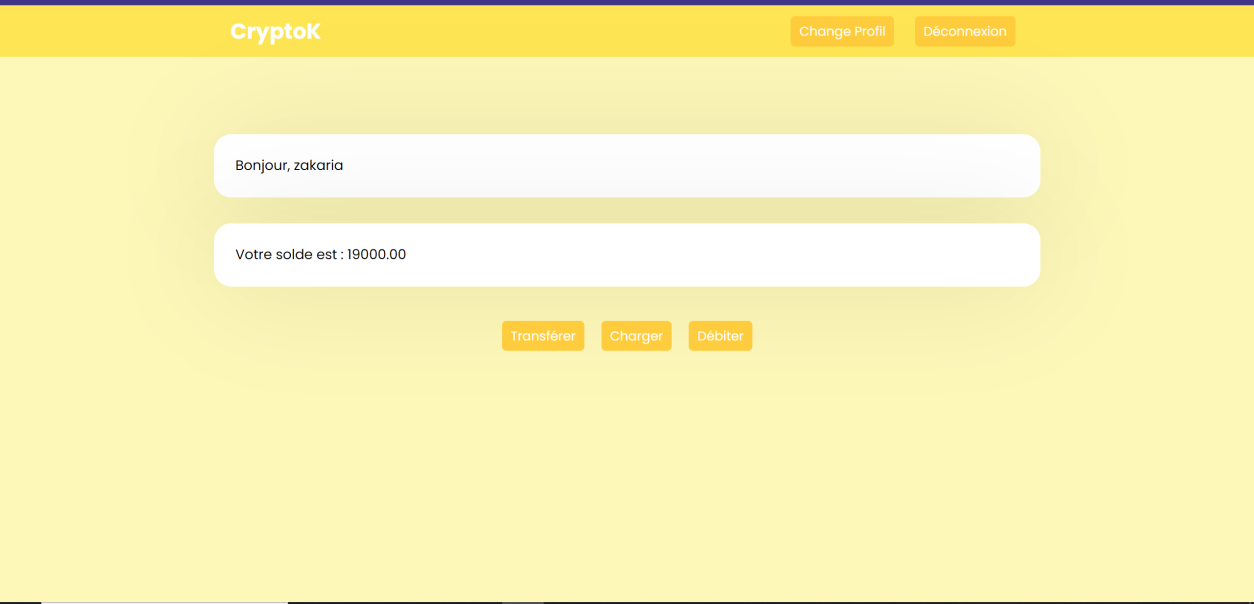 CryptoK
Change Profil
Déconnexion
Bonjour, zakaria
Votre solde est : 19000.00
Transférer
Charger
Débiter